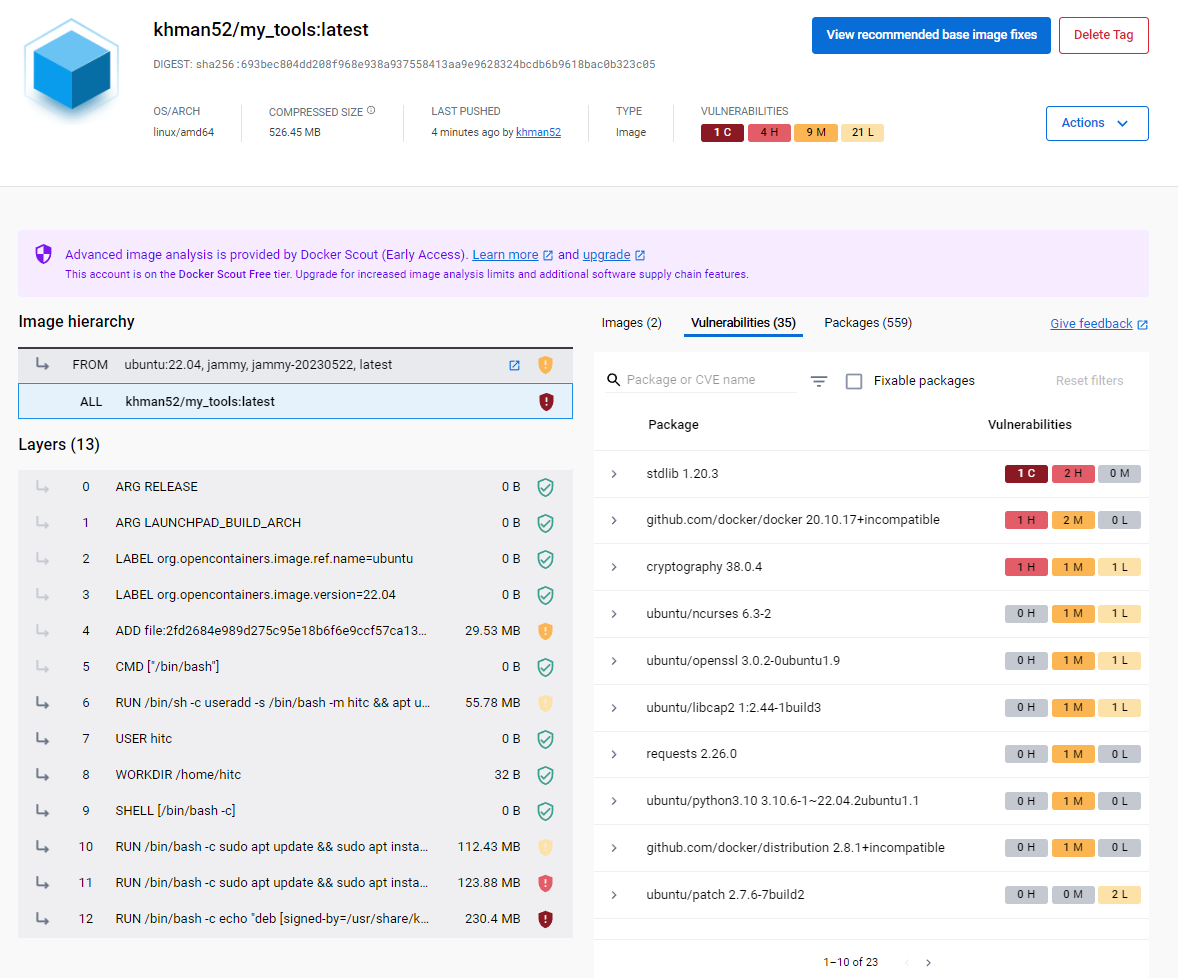 khman52/my_tools:latest
View recommended base image fixes
Delete Tag
DIGEST: sha256:693bec804dd208f968e938a937558413aa9e9628324bcdb6b9618bac0b323c05
OS/ARCH
linux/amd64
COMPRESSED SIZE
526.45 MB
LAST PUSHED
4 minutes ago by khman52
TYPE
Image
VULNERABILITIES
1 C 4 H 9 M 21 L
Actions
Advanced image analysis is provided by Docker Scout (Early Access). Learn more and upgrade
This account is on the Docker Scout Free tier. Upgrade for increased image analysis limits and additional software supply chain features.
Image hierarchy
FROM ubuntu:22.04, jammy, jammy-20230522, latest
ALL khman52/my_tools:latest
Layers (13)
0 ARG RELEASE 0 B
1 ARG LAUNCHPAD_BUILD_ARCH 0 B
2 LABEL org.opencontainers.image.ref.name=ubuntu 0 B
3 LABEL org.opencontainers.image.version=22.04 0 B
4 ADD file:2fd2684e989d275c95e18b6f6e9ccf57ca13... 29.53 MB
5 CMD ["/bin/bash"] 0 B
6 RUN /bin/sh -c useradd -s /bin/bash -m hitc && apt u... 55.78 MB
7 USER hitc 0 B
8 WORKDIR /home/hitc 32 B
9 SHELL [/bin/bash -c] 0 B
10 RUN /bin/bash -c sudo apt update && sudo apt insta... 112.43 MB
11 RUN /bin/bash -c sudo apt update && sudo apt insta... 123.88 MB
12 RUN /bin/bash -c echo "deb [signed-by=/usr/share/k... 230.4 MB
Images (2) Vulnerabilities (35) Packages (559) Give feedback
Package or CVE name Fixable packages Reset filters
Package Vulnerabilities
stdlib 1.20.3 1 C 2 H 0 M
github.com/docker/docker 20.10.17+incompatible 1 H 2 M 0 L
cryptography 38.0.4 1 H 1 M 1 L
ubuntu/ncurses 6.3-2 0 H 1 M 1 L
ubuntu/openssl 3.0.2-0ubuntu1.9 0 H 1 M 1 L
ubuntu/libcap2 1:2.44-1build3 0 H 1 M 1 L
requests 2.26.0 0 H 1 M 0 L
ubuntu/python3.10 3.10.6-1~22.04.2ubuntu1.1 0 H 1 M 0 L
github.com/docker/distribution 2.8.1+incompatible 0 H 1 M 0 L
ubuntu/patch 2.7.6-7build2 0 H 0 M 2 L
1–10 of 23